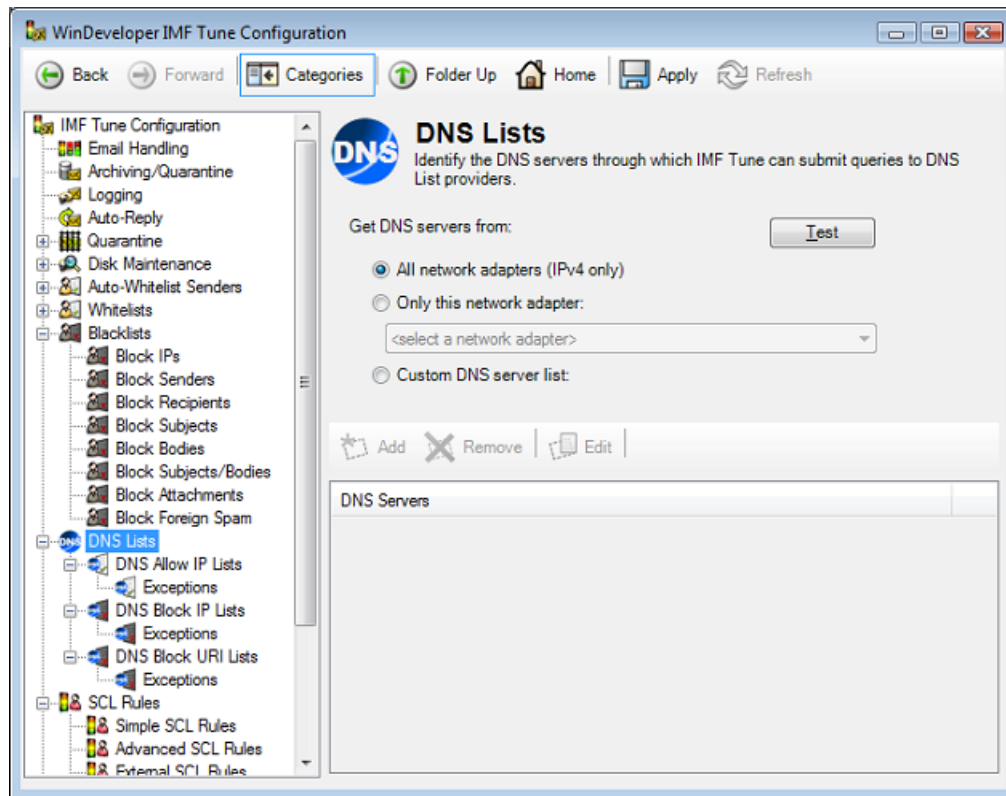 WinDeveloper IMF Tune Configuration
Back Forward Categories Folder Up Home Apply Refresh
IMF Tune Configuration
Email Handling
Archiving/Quarantine
Logging
Auto-Reply
Quarantine
Disk Maintenance
Auto-Whitelist Senders
Whitelists
Blacklists
Block IPs
Block Senders
Block Recipients
Block Subjects
Block Bodies
Block Subjects/Bodies
Block Attachments
Block Foreign Spam
DNS Lists
DNS Allow IP Lists
Exceptions
DNS Block IP Lists
Exceptions
DNS Block URI Lists
Exceptions
SCL Rules
Simple SCL Rules
Advanced SCL Rules
External SCL Rules
DNS
DNS Lists
Identify the DNS servers through which IMF Tune can submit queries to DNS
List providers.
Get DNS servers from:
Test
All network adapters (IPv4 only)
Only this network adapter:
<select a network adapter>
Custom DNS server list:
Add Remove Edit
DNS Servers